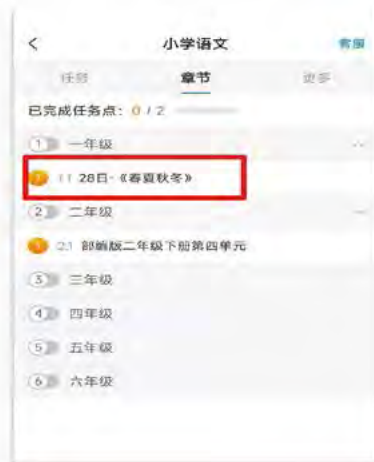 小学语文 客服
任务 章节 更多
已完成任务点：0 / 2
1 一年级
1 1.1 28日-《春夏秋冬》
2 二年级
1 2.1 部编版二年级下册第四单元
3 三年级
4 四年级
5 五年级
6 六年级